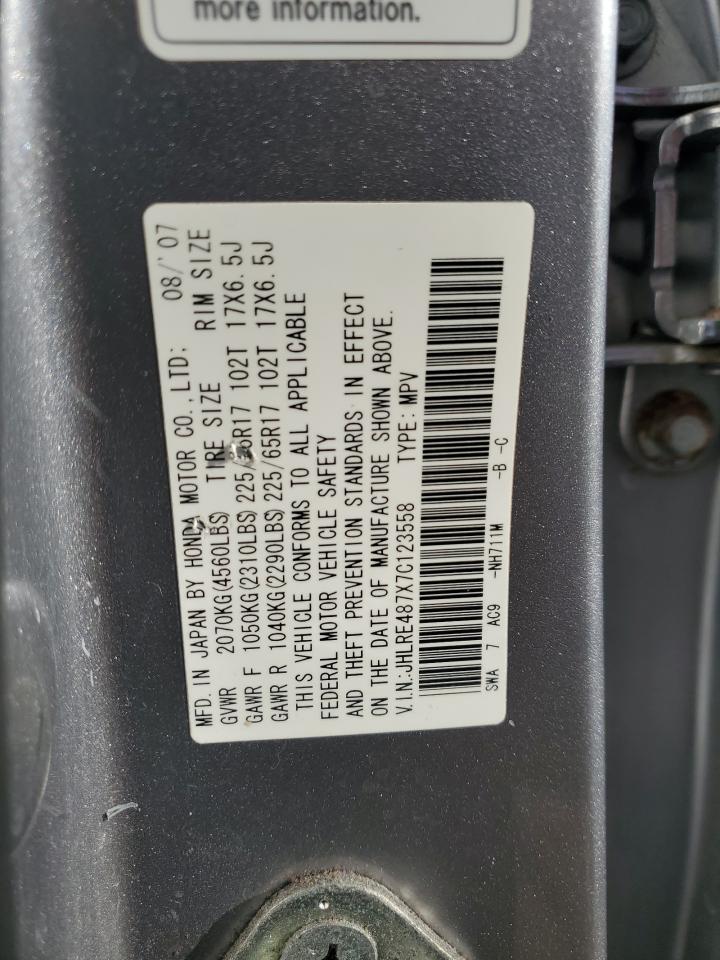 more information.
MFD. IN JAPAN BY HONDA MOTOR CO., LTD; 08/'07
GVWR 2070KG(4560LBS) TIRE SIZE RIM SIZE
GAWR F 1050KG(2310LBS) 225/65R17 102T 17X6.5J
GAWR R 1040KG(2290LBS) 225/65R17 102T 17X6.5J
THIS VEHICLE CONFORMS TO ALL APPLICABLE
FEDERAL MOTOR VEHICLE SAFETY
AND THEFT PREVENTION STANDARDS IN EFFECT
ON THE DATE OF MANUFACTURE SHOWN ABOVE.
V.I.N.:JHLRE487X7C123558 TYPE: MPV
SWA 7 AC9 -NH711M -B -C